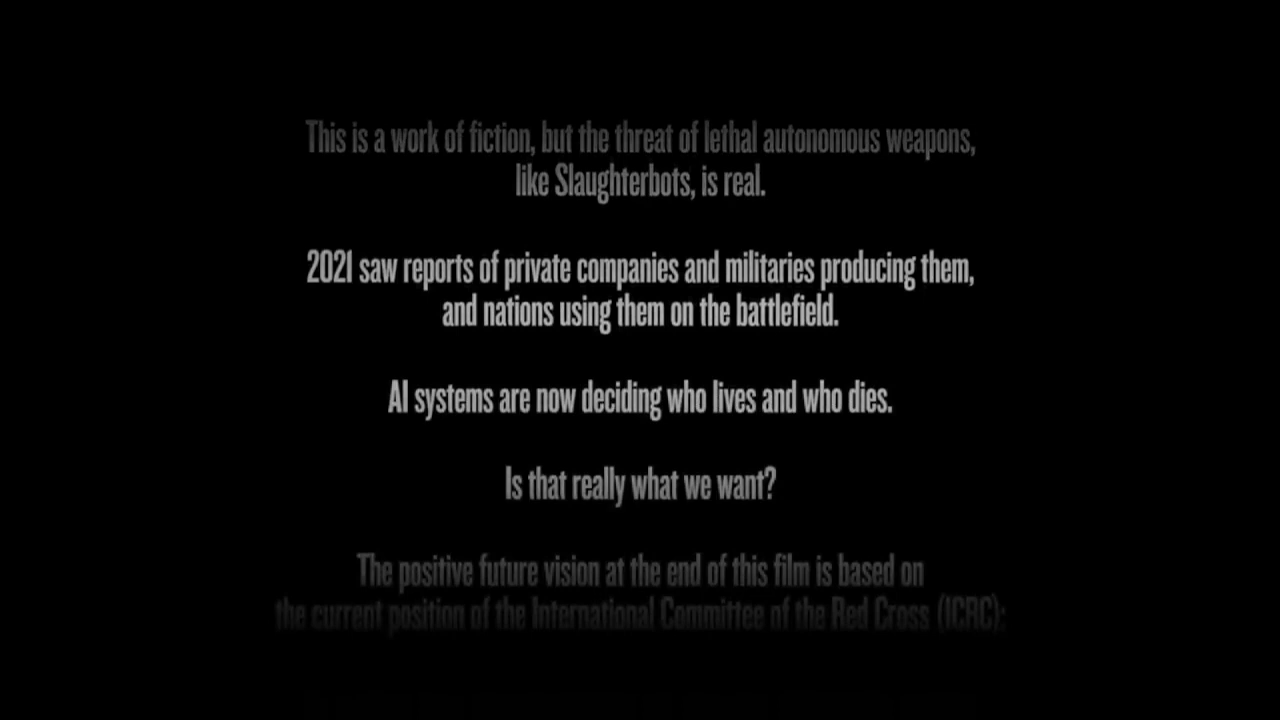 This is a work of fiction, but the threat of lethal autonomous weapons,
like Slaughterbots, is real.
2021 saw reports of private companies and militaries producing them,
and nations using them on the battlefield.
AI systems are now deciding who lives and who dies.
Is that really what we want?
The positive future vision at the end of this film is based on
the current position of the International Committee of the Red Cross (ICRC):